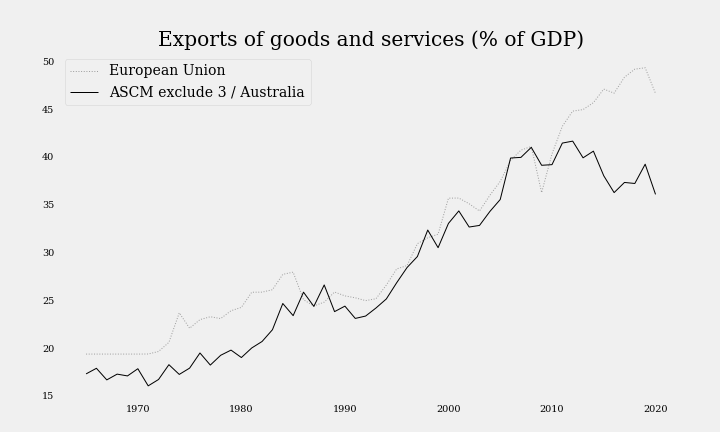 Exports of goods and services (% of GDP)
European Union
ASCM exclude 3 / Australia
50
45
40
35
30
25
20
15
1970 1980 1990 2000 2010 2020